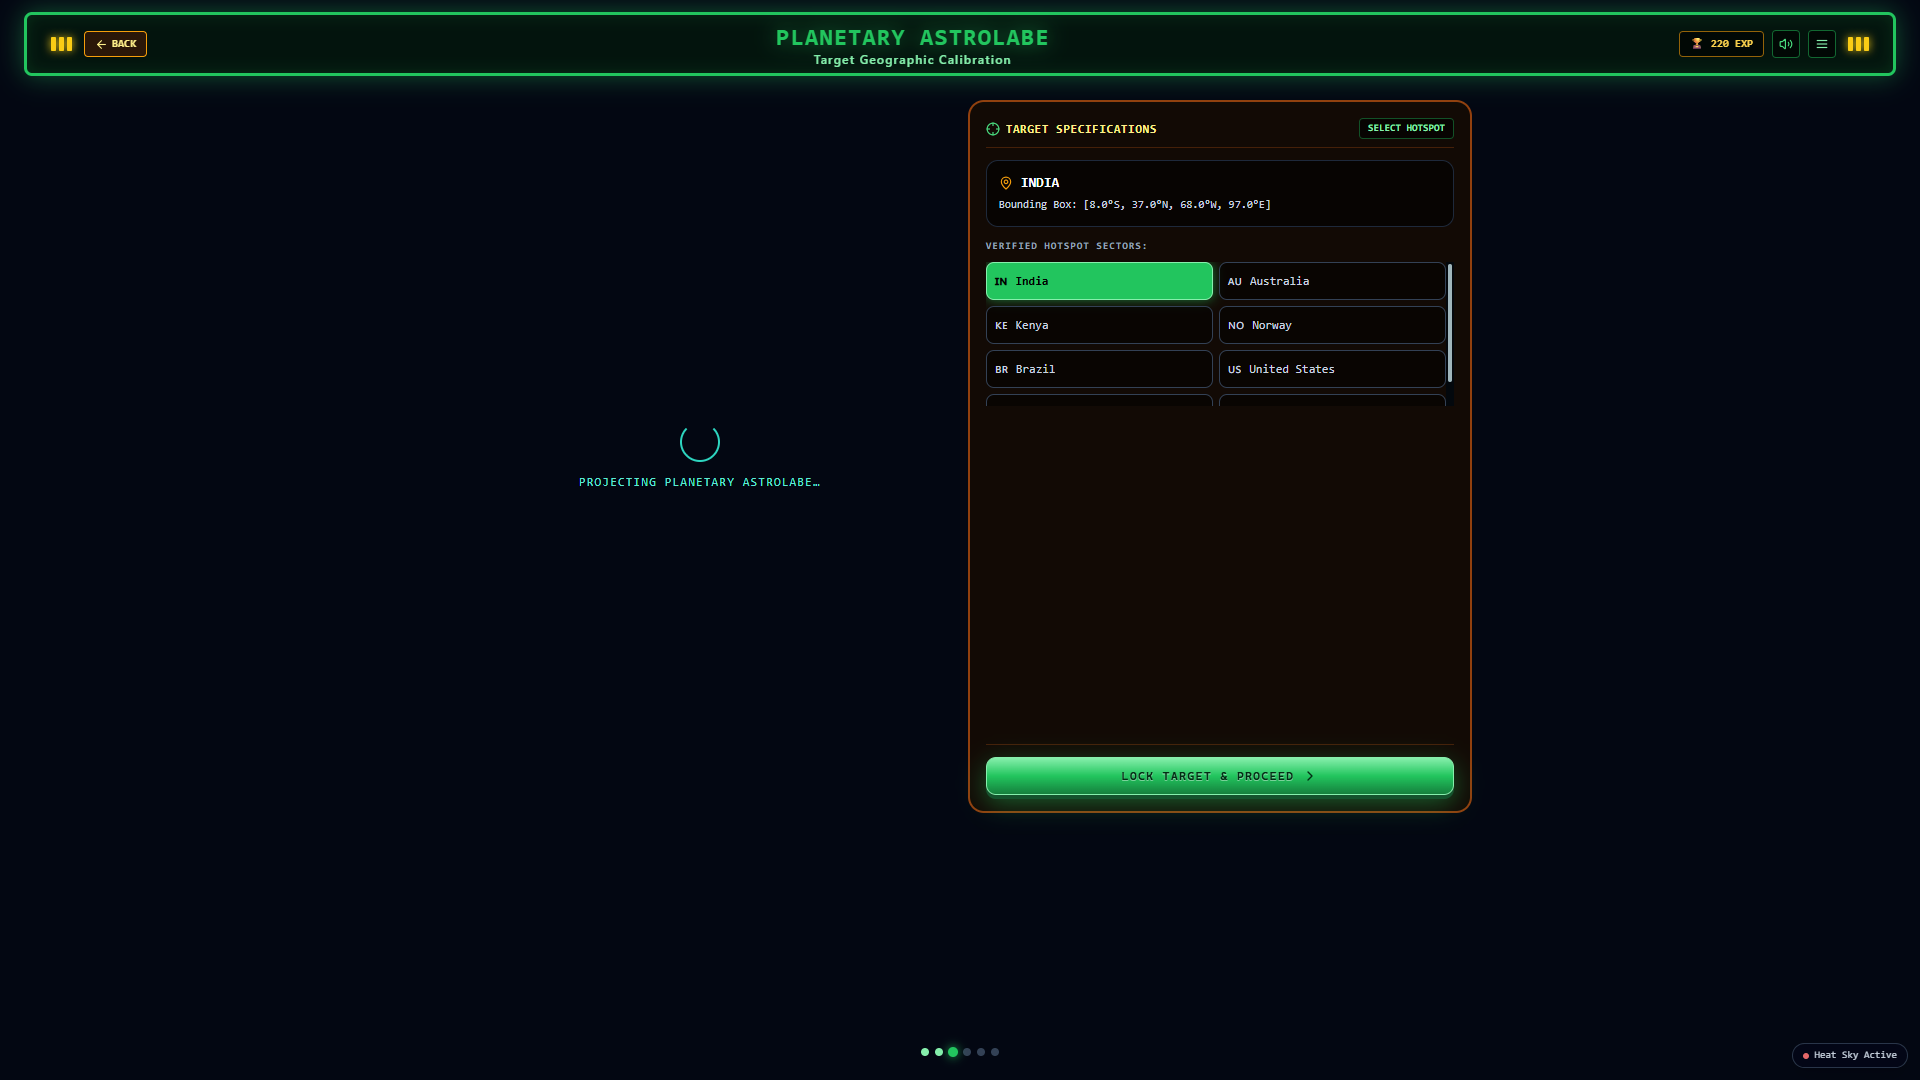 BACK
PLANETARY ASTROLABE
Target Geographic Calibration
220 EXP
TARGET SPECIFICATIONS
SELECT HOTSPOT
INDIA
Bounding Box: [8.0°S, 37.0°N, 68.0°W, 97.0°E]
VERIFIED HOTSPOT SECTORS:
IN India
AU Australia
KE Kenya
NO Norway
BR Brazil
US United States
PROJECTING PLANETARY ASTROLABE…
LOCK TARGET & PROCEED
Heat Sky Active